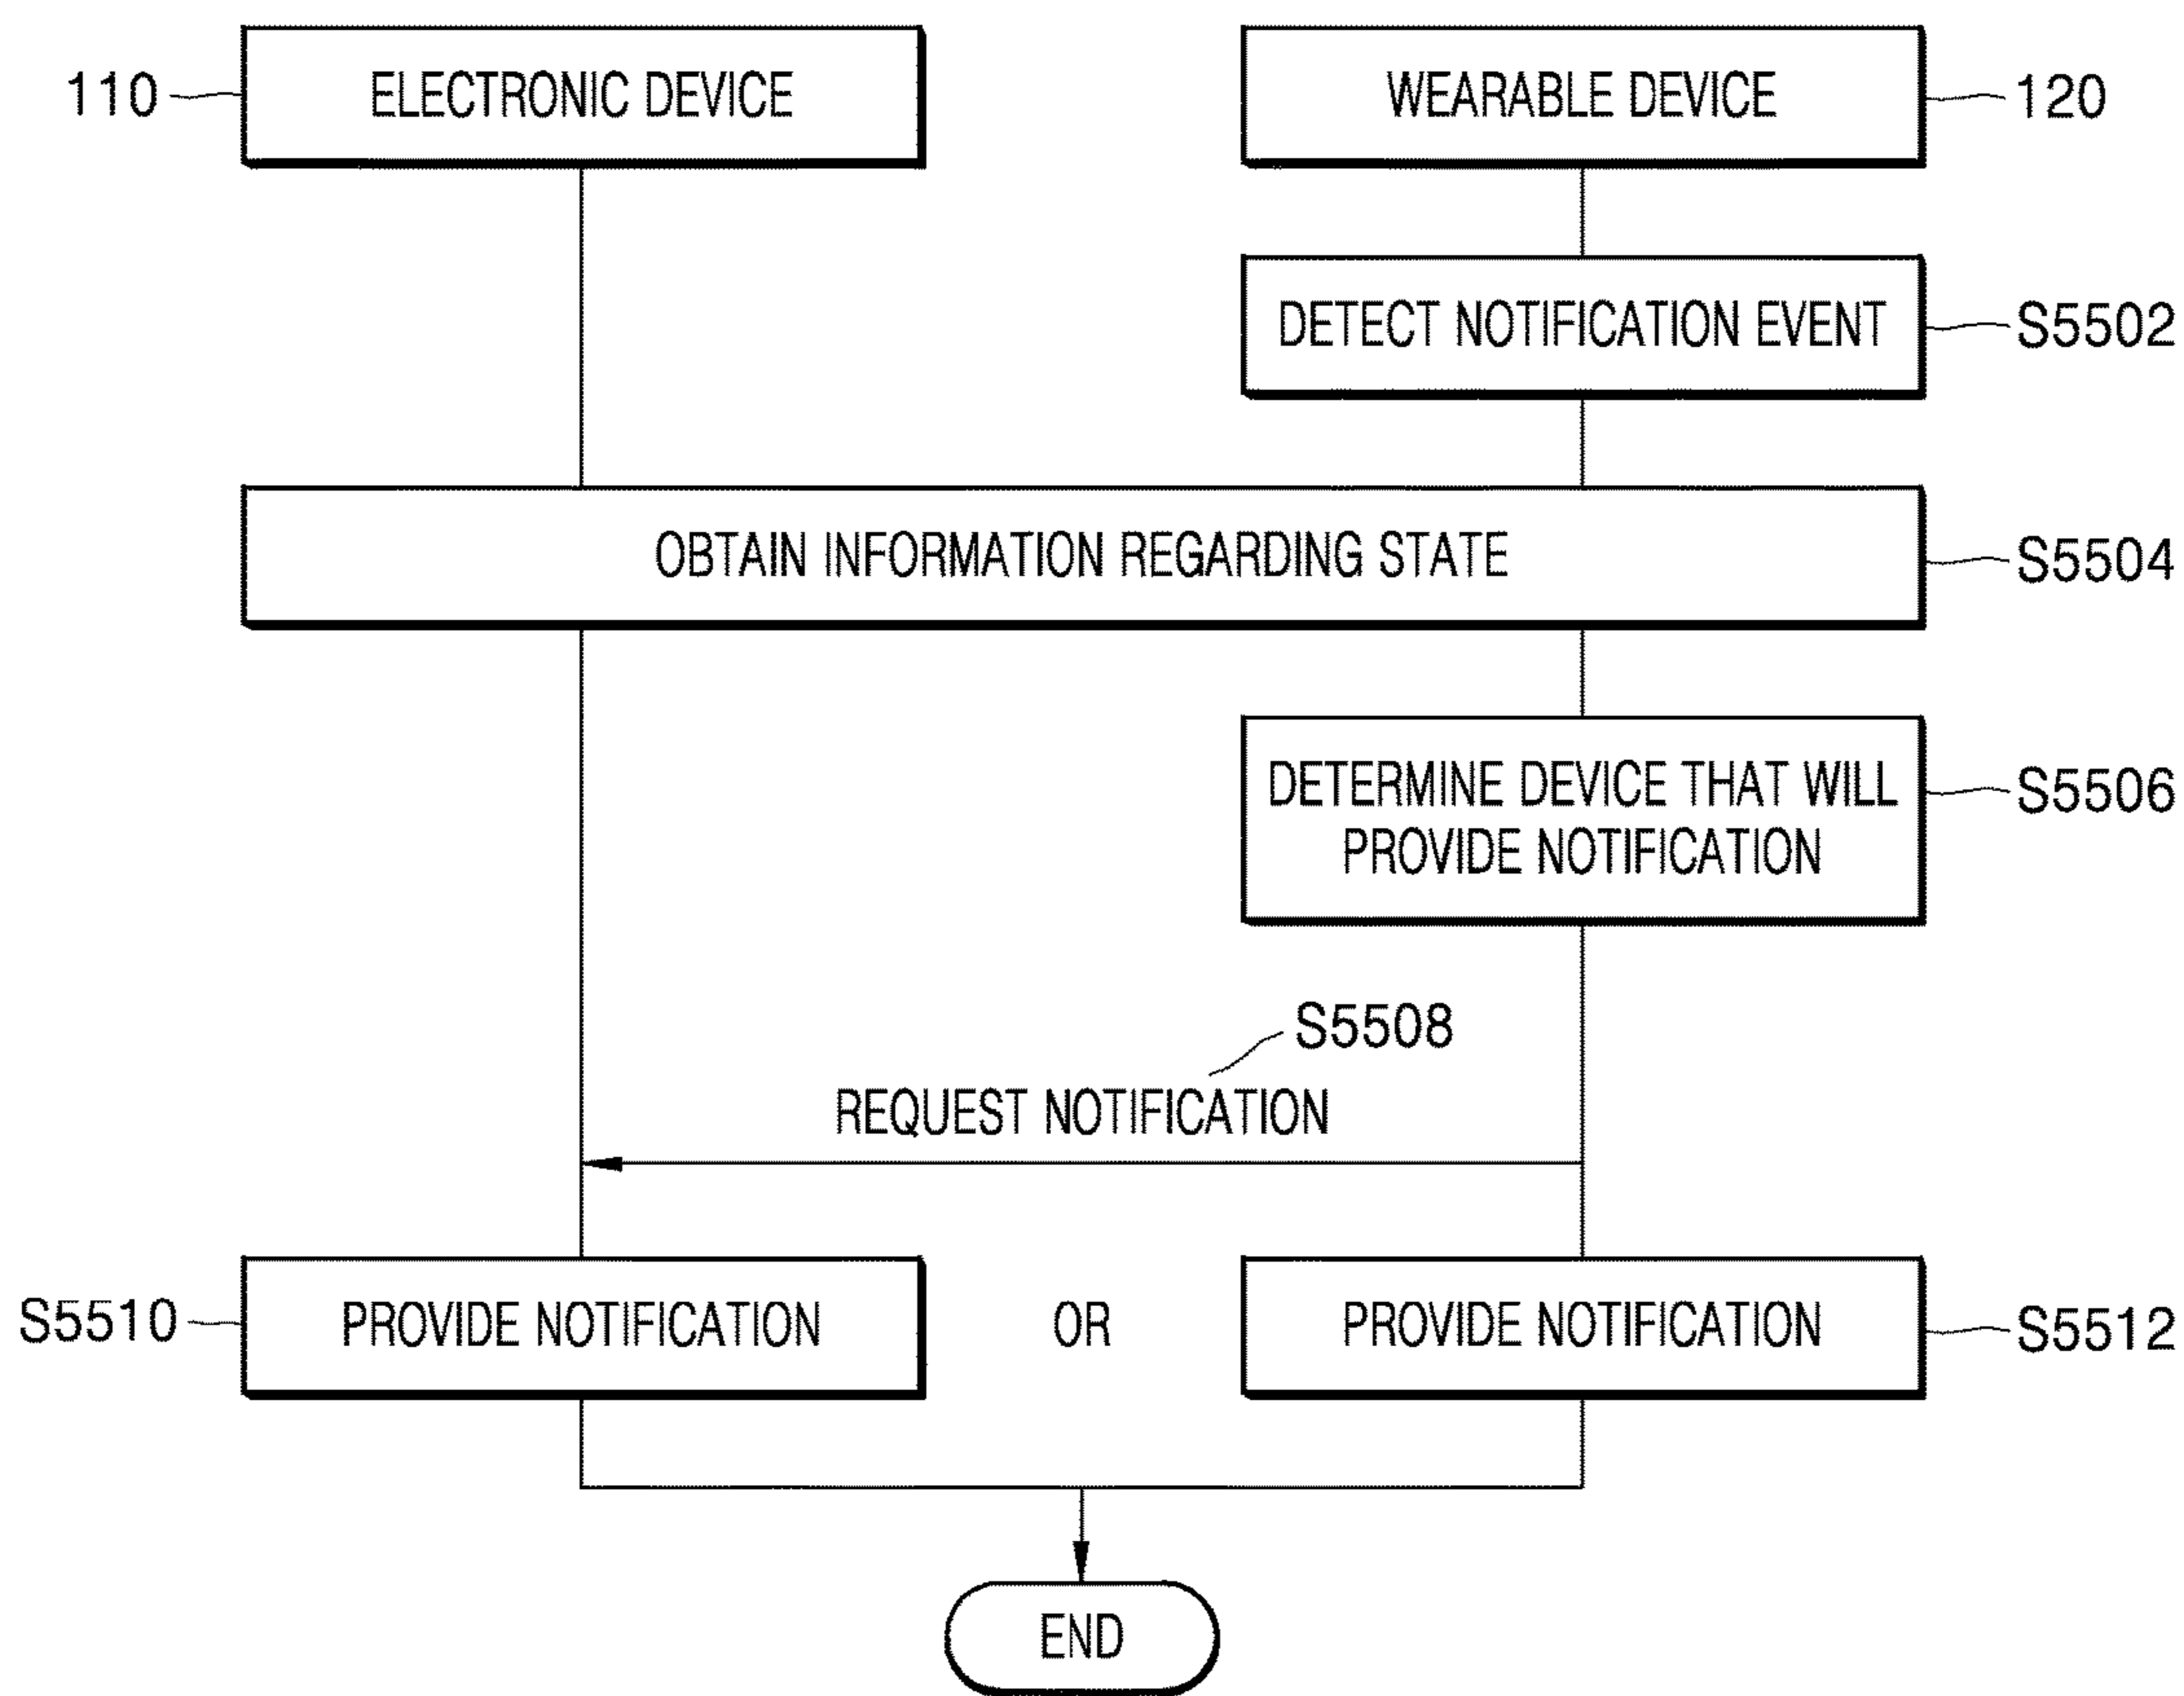 110 ELECTRONIC DEVICE WEARABLE DEVICE 120
DETECT NOTIFICATION EVENT S5502
OBTAIN INFORMATION REGARDING STATE S5504
DETERMINE DEVICE THAT WILL S5506
PROVIDE NOTIFICATION
S5508
REQUEST NOTIFICATION
S5510 PROVIDE NOTIFICATION OR PROVIDE NOTIFICATION S5512
END